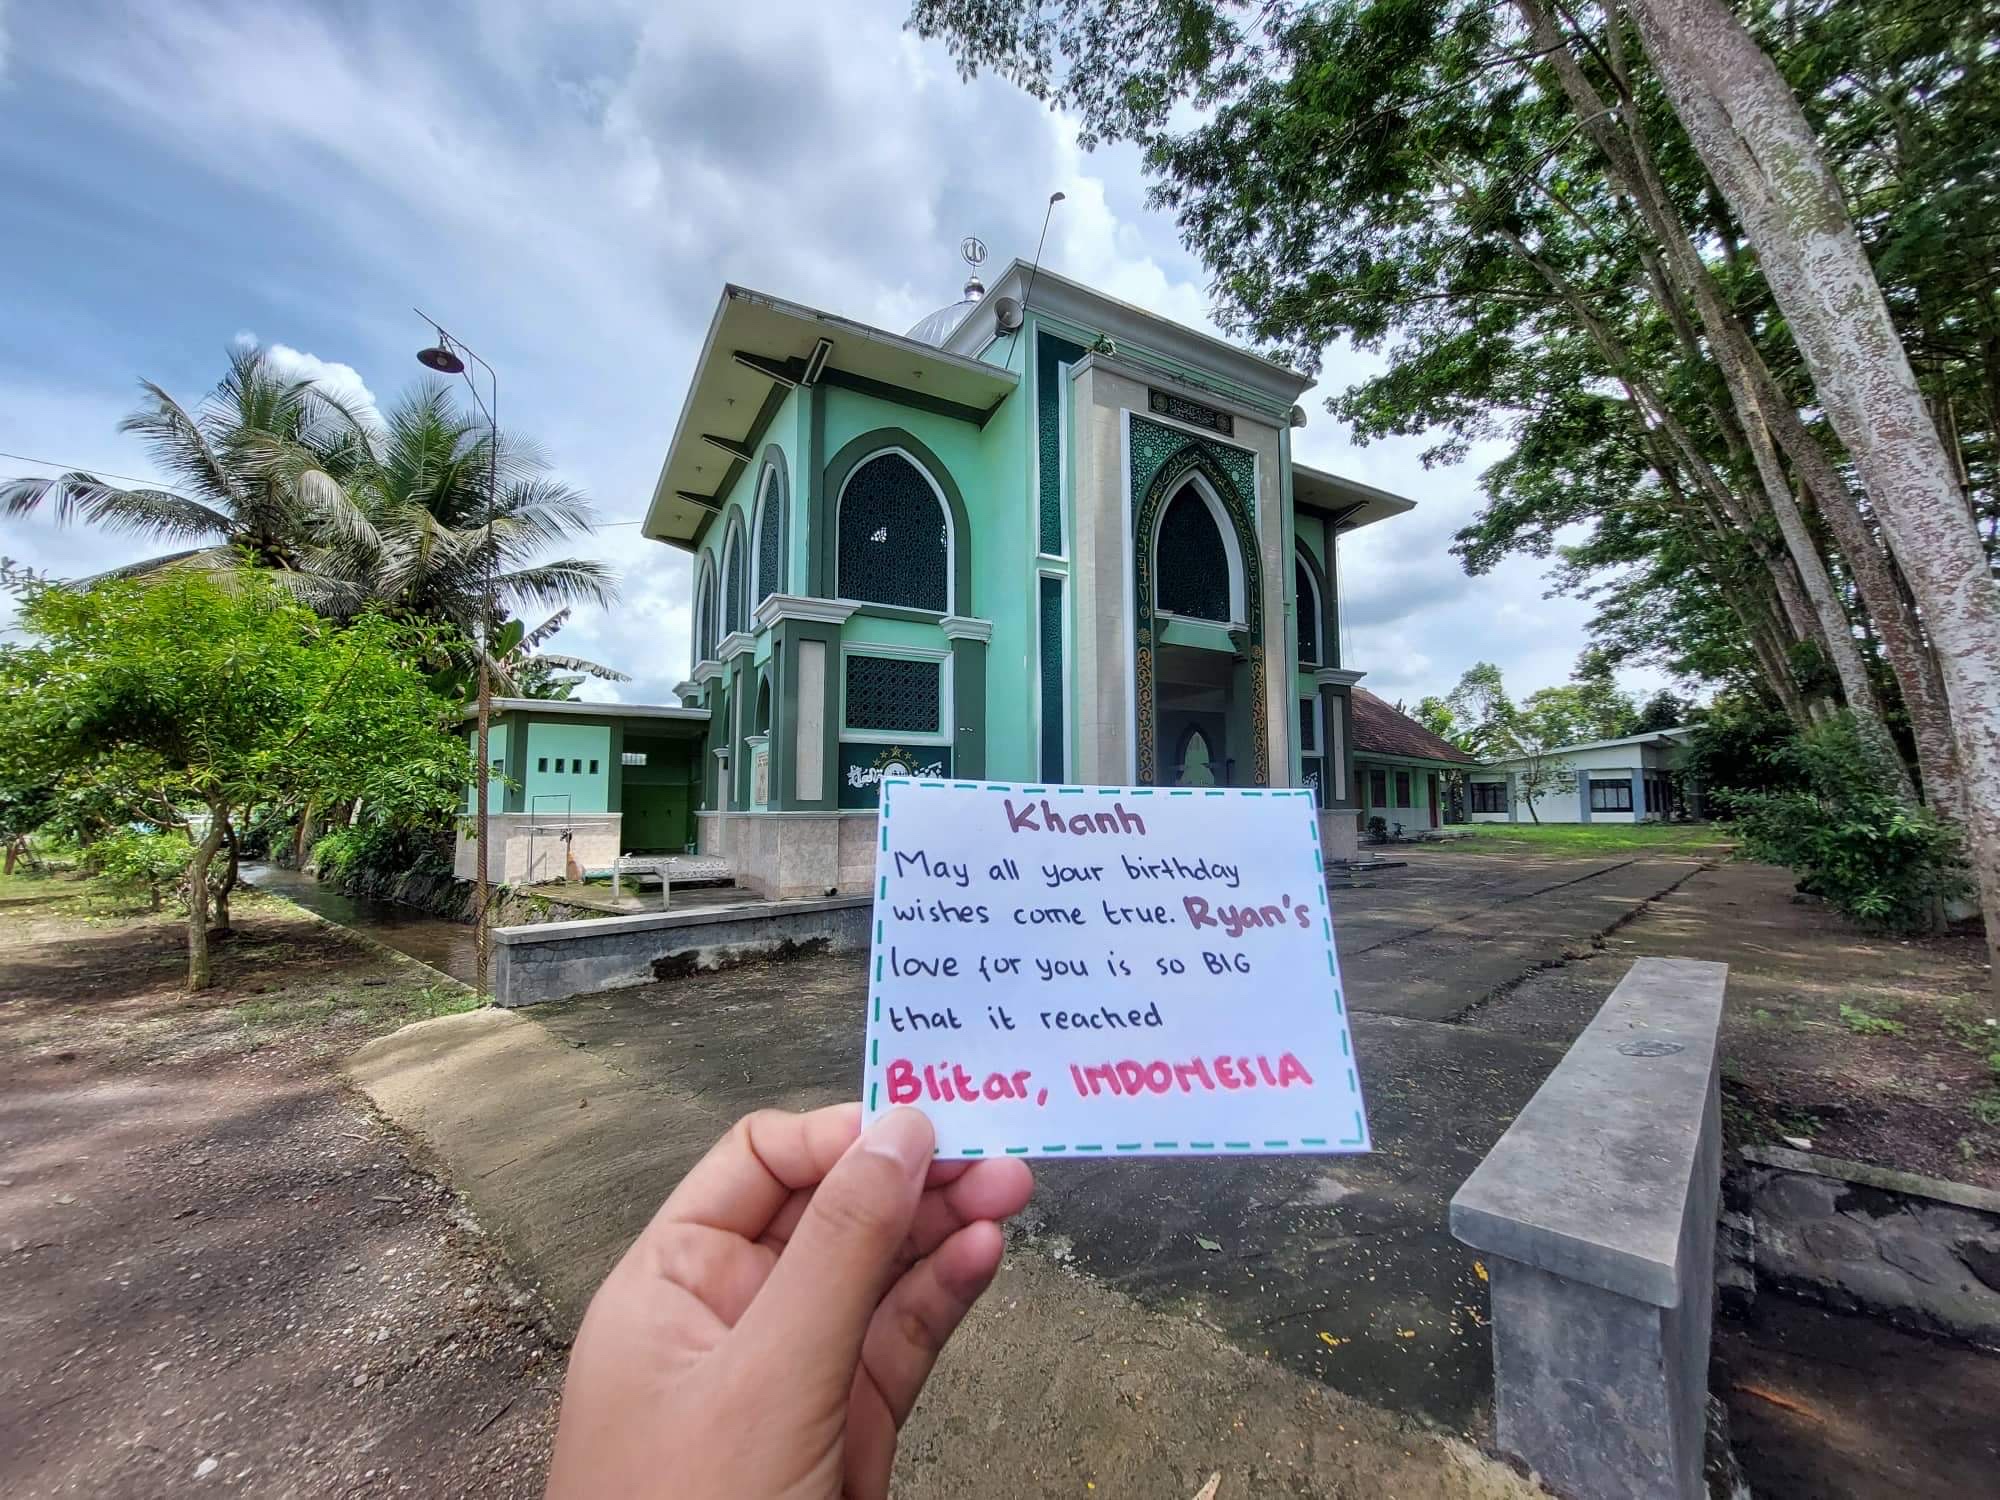 Khanh
May all your birthday
wishes come true. Ryan's
love for you is so BIG
that it reached
Blitar, INDONESIA